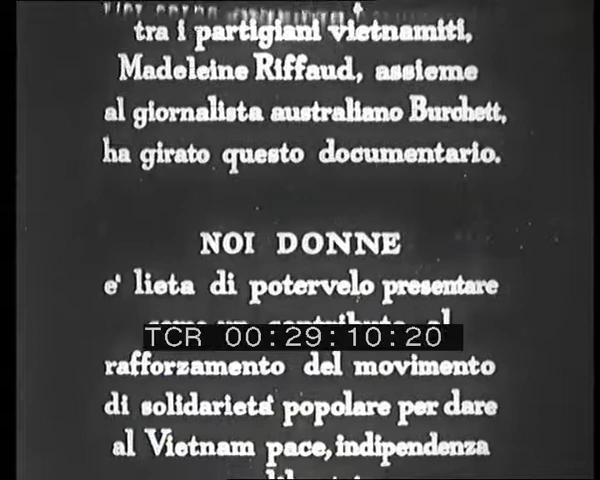 tra i partigiani vietnamiti,
Madeleine Riffaud, assieme
al giornalista australiano Burchett,
ha girato questo documentario.
NOI DONNE
e' lieta di potervelo presentare
TCR 00:29:10:20
rafforzamento del movimento
di solidarieta' popolare per dare
al Vietnam pace, indipendenza